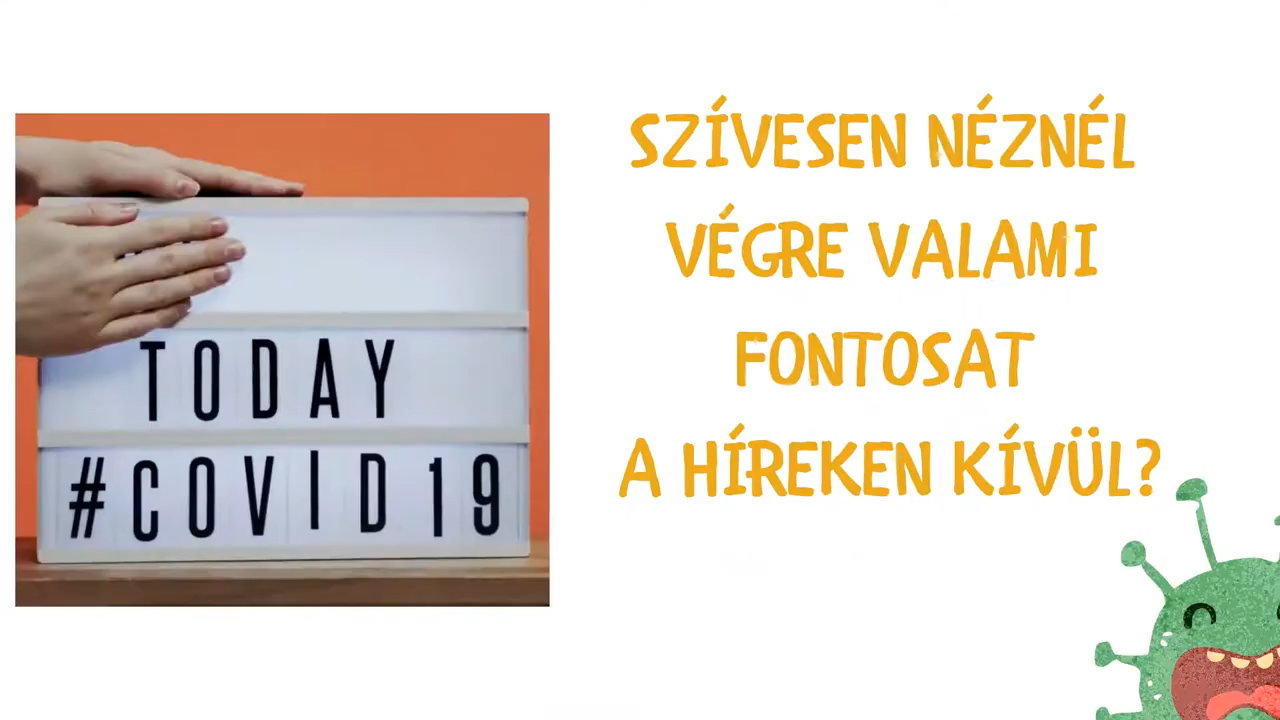 TODAY
#COVID19
SZÍVESEN NÉZNÉL
VÉGRE VALAMI
FONTOSAT
A HÍREKEN KÍVÜL?